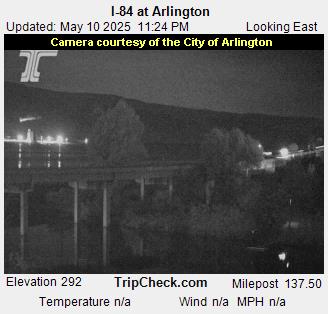 I-84 at Arlington
Updated: May 10 2025 11:24 PM Looking East
Camera courtesy of the City of Arlington
Elevation 292 TripCheck.com Milepost 137.50
Temperature n/a Wind n/a MPH n/a